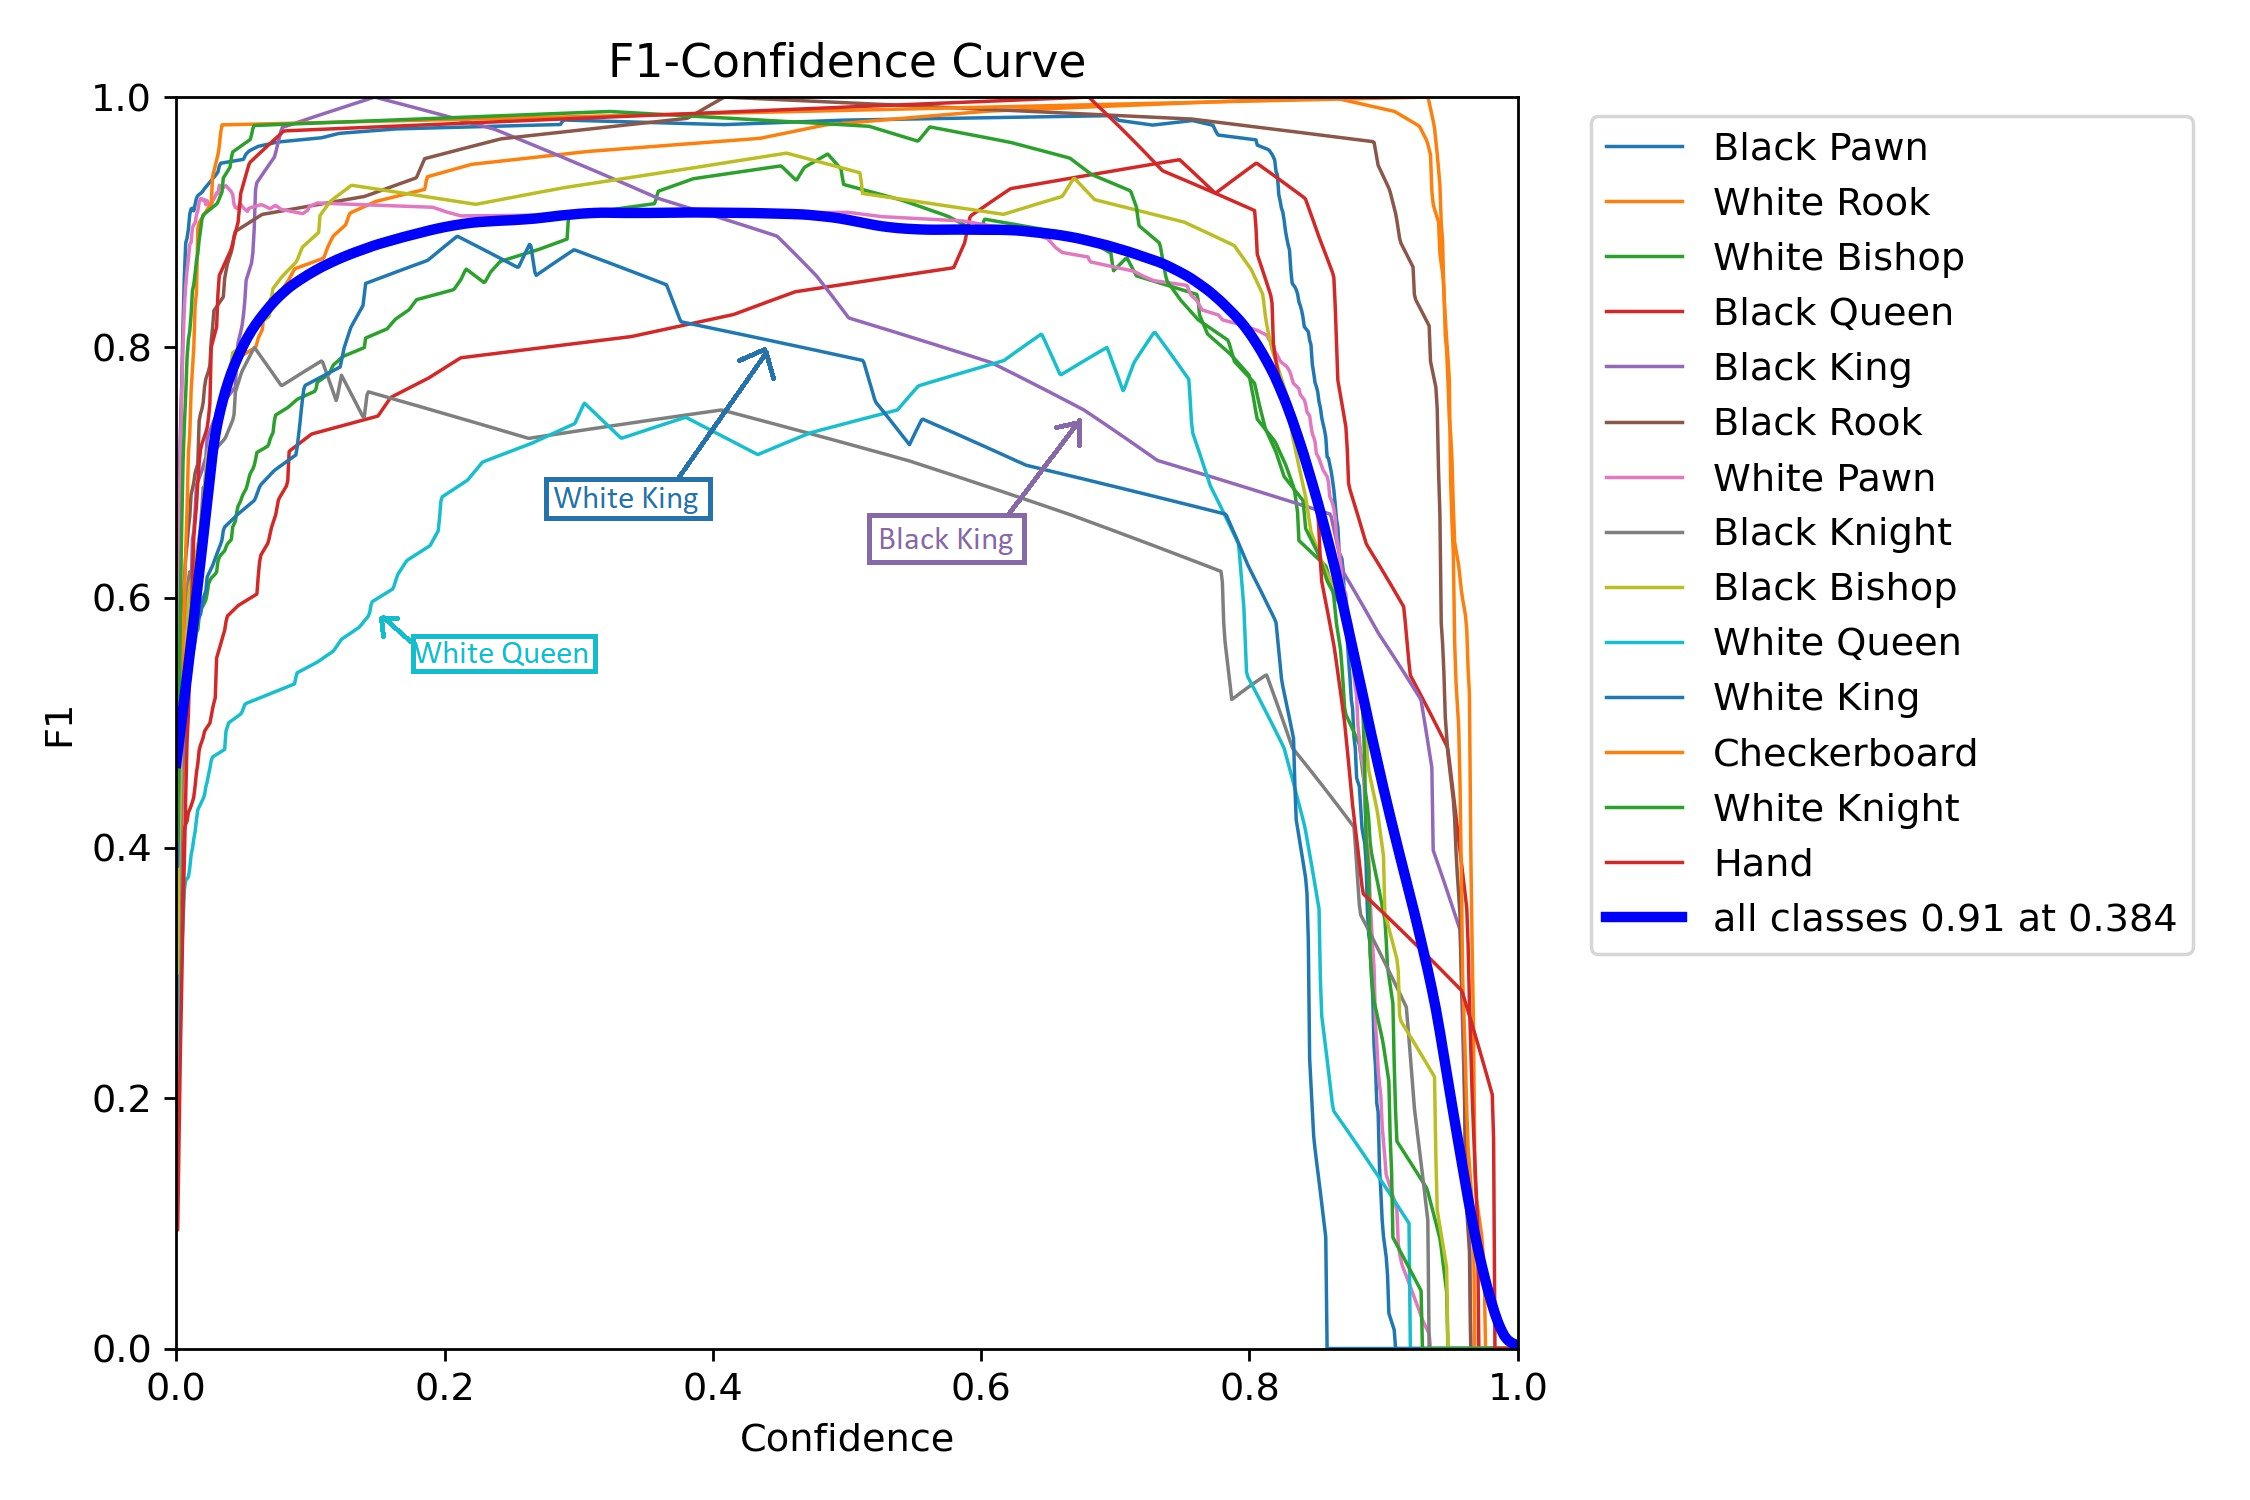 F1-Confidence Curve
1.0
0.8
0.6
0.4
0.2
0.0
F1
0.0 0.2 0.4 0.6 0.8 1.0
Confidence
White King
Black King
White Queen
Black Pawn
White Rook
White Bishop
Black Queen
Black King
Black Rook
White Pawn
Black Knight
Black Bishop
White Queen
White King
Checkerboard
White Knight
Hand
all classes 0.91 at 0.384